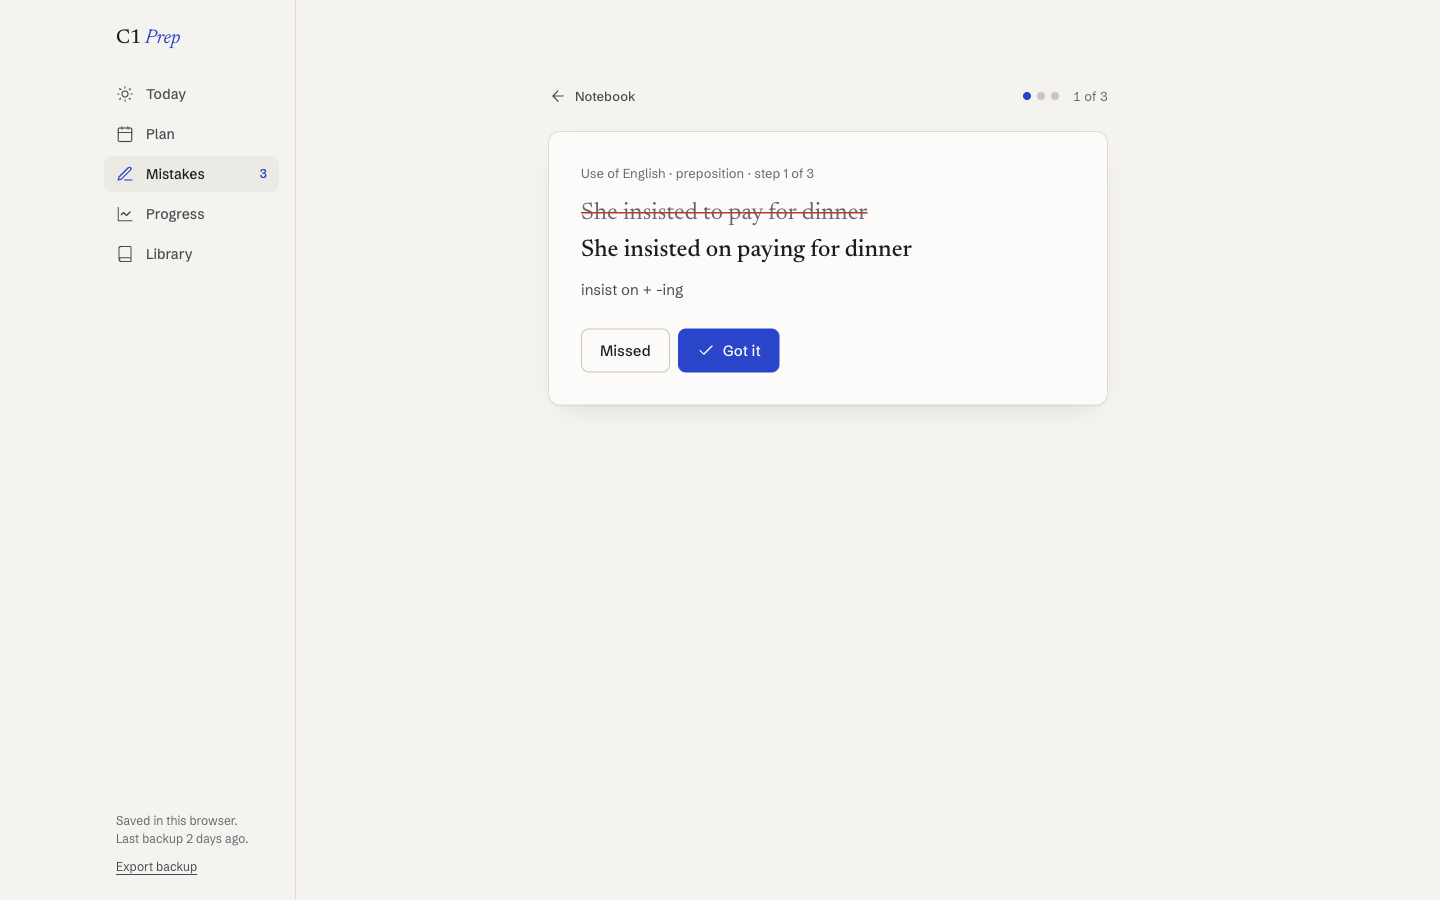 C1 Prep
Today
Plan
Mistakes 3
Progress
Library
Saved in this browser.
Last backup 2 days ago.
Export backup
Notebook
1 of 3
Use of English · preposition · step 1 of 3
She insisted to pay for dinner
She insisted on paying for dinner
insist on + -ing
Missed
Got it